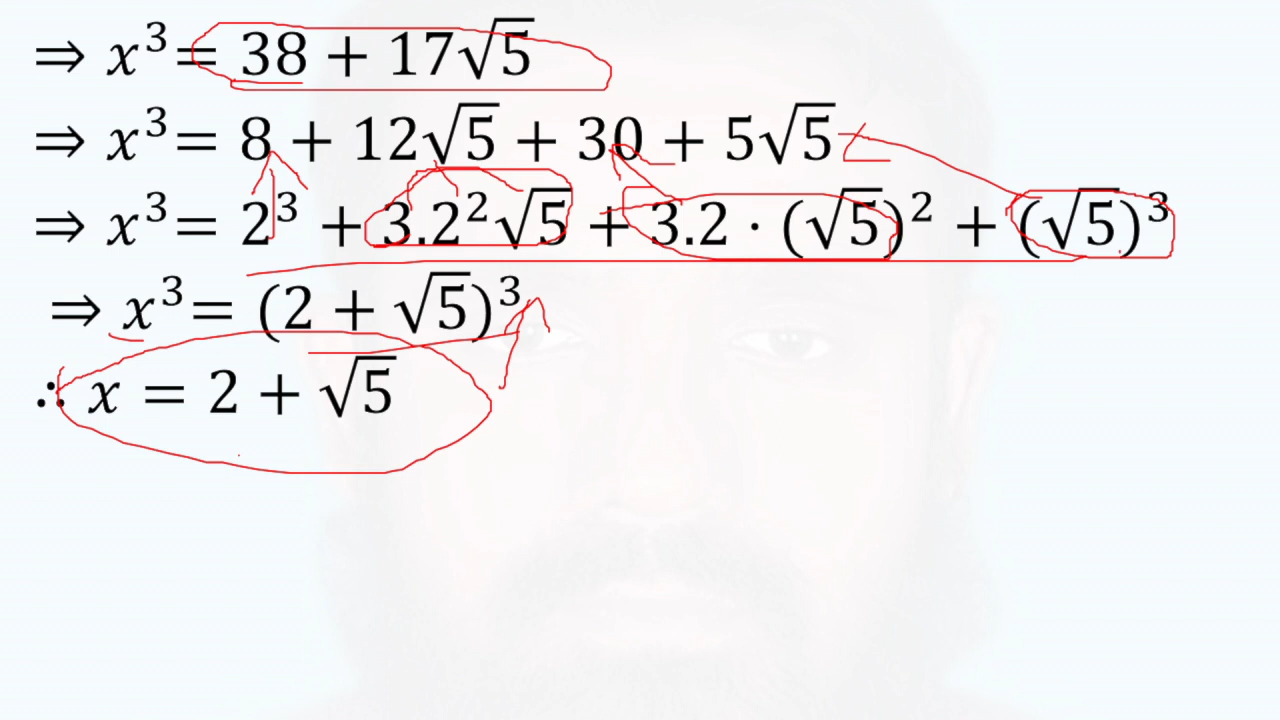 ⇒ x³ = 38 + 17√5
⇒ x³ = 8 + 12√5 + 30 + 5√5
⇒ x³ = 2³ + 3.2²√5 + 3.2 · (√5)² + (√5)³
⇒ x³ = (2 + √5)³
∴ x = 2 + √5